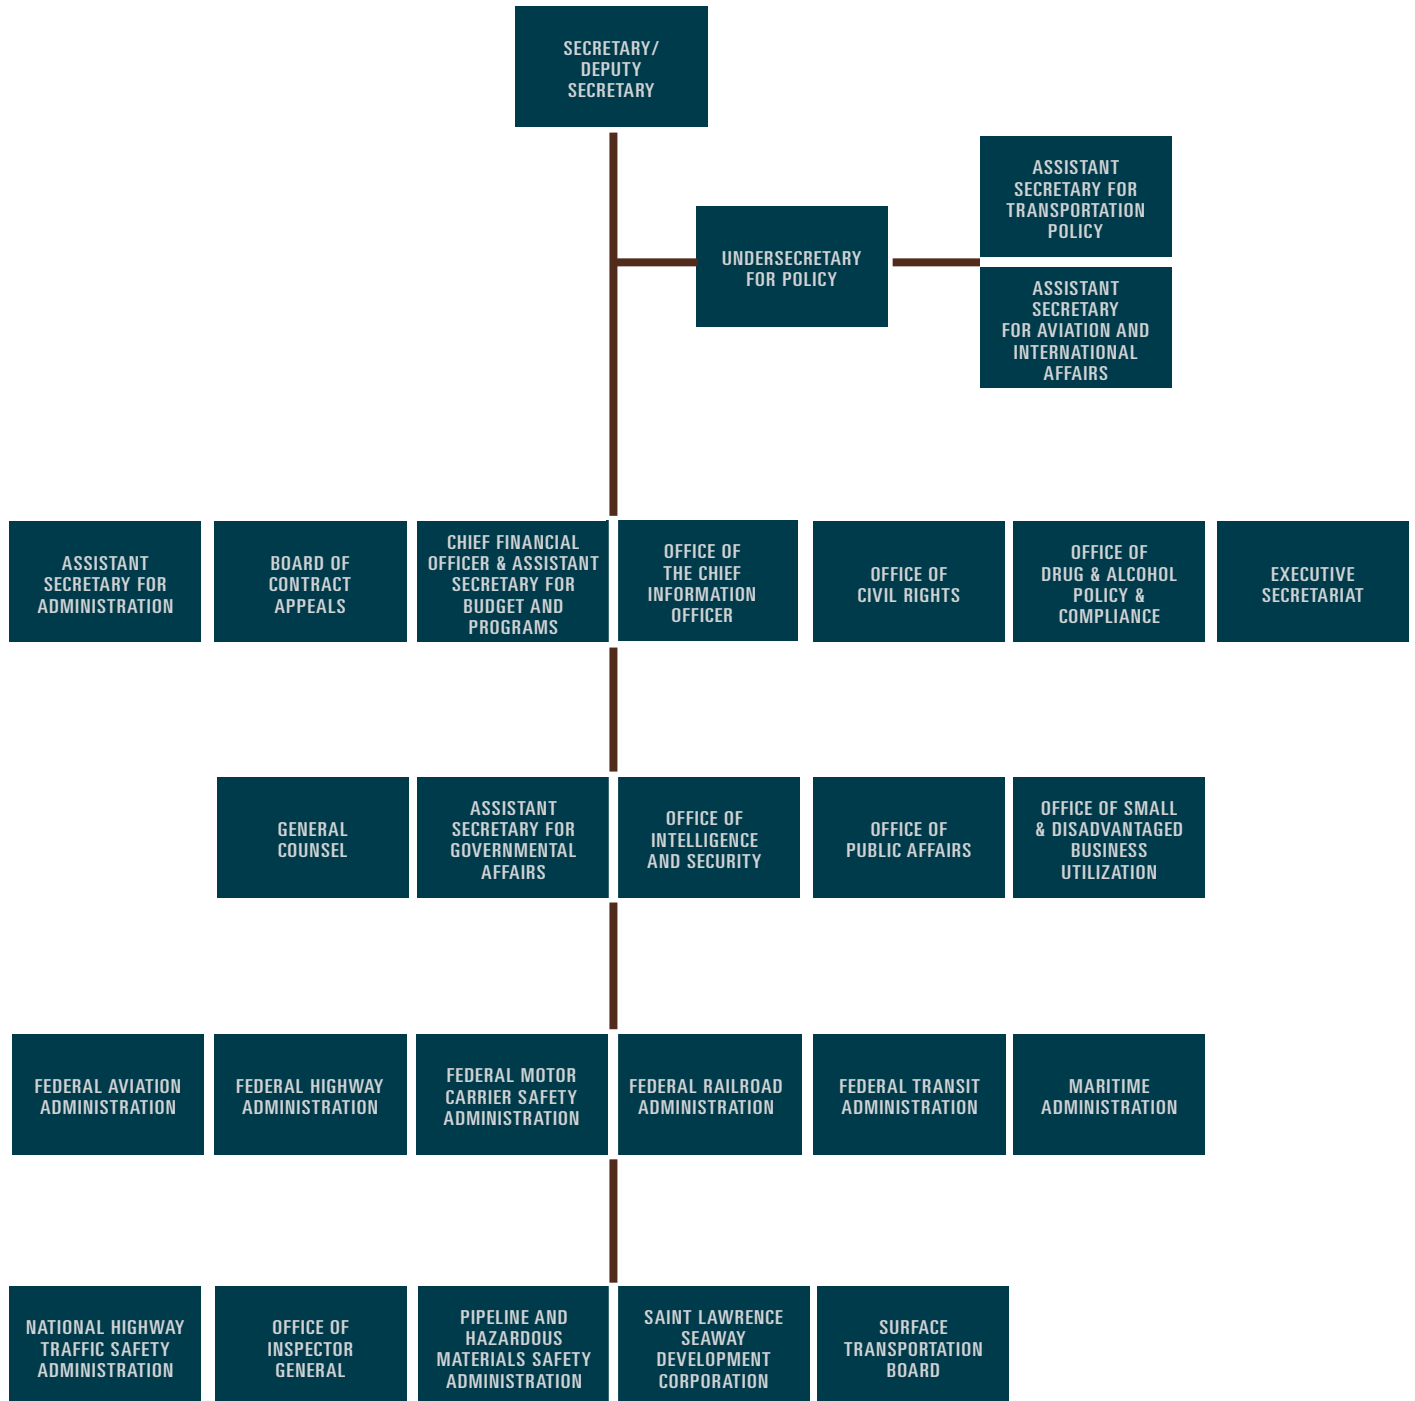 SECRETARY/
DEPUTY
SECRETARY
ASSISTANT
SECRETARY FOR
TRANSPORTATION
POLICY
UNDERSECRETARY
FOR POLICY
ASSISTANT
SECRETARY
FOR AVIATION AND
INTERNATIONAL
AFFAIRS
ASSISTANT
SECRETARY FOR
ADMINISTRATION
BOARD OF
CONTRACT
APPEALS
CHIEF FINANCIAL
OFFICER & ASSISTANT
SECRETARY FOR
BUDGET AND
PROGRAMS
OFFICE OF
THE CHIEF
INFORMATION
OFFICER
OFFICE OF
CIVIL RIGHTS
OFFICE OF
DRUG & ALCOHOL
POLICY &
COMPLIANCE
EXECUTIVE
SECRETARIAT
GENERAL
COUNSEL
ASSISTANT
SECRETARY FOR
GOVERNMENTAL
AFFAIRS
OFFICE OF
INTELLIGENCE
AND SECURITY
OFFICE OF
PUBLIC AFFAIRS
OFFICE OF SMALL
& DISADVANTAGED
BUSINESS
UTILIZATION
FEDERAL AVIATION
ADMINISTRATION
FEDERAL HIGHWAY
ADMINISTRATION
FEDERAL MOTOR
CARRIER SAFETY
ADMINISTRATION
FEDERAL RAILROAD
ADMINISTRATION
FEDERAL TRANSIT
ADMINISTRATION
MARITIME
ADMINISTRATION
NATIONAL HIGHWAY
TRAFFIC SAFETY
ADMINISTRATION
OFFICE OF
INSPECTOR
GENERAL
PIPELINE AND
HAZARDOUS
MATERIALS SAFETY
ADMINISTRATION
SAINT LAWRENCE
SEAWAY
DEVELOPMENT
CORPORATION
SURFACE
TRANSPORTATION
BOARD